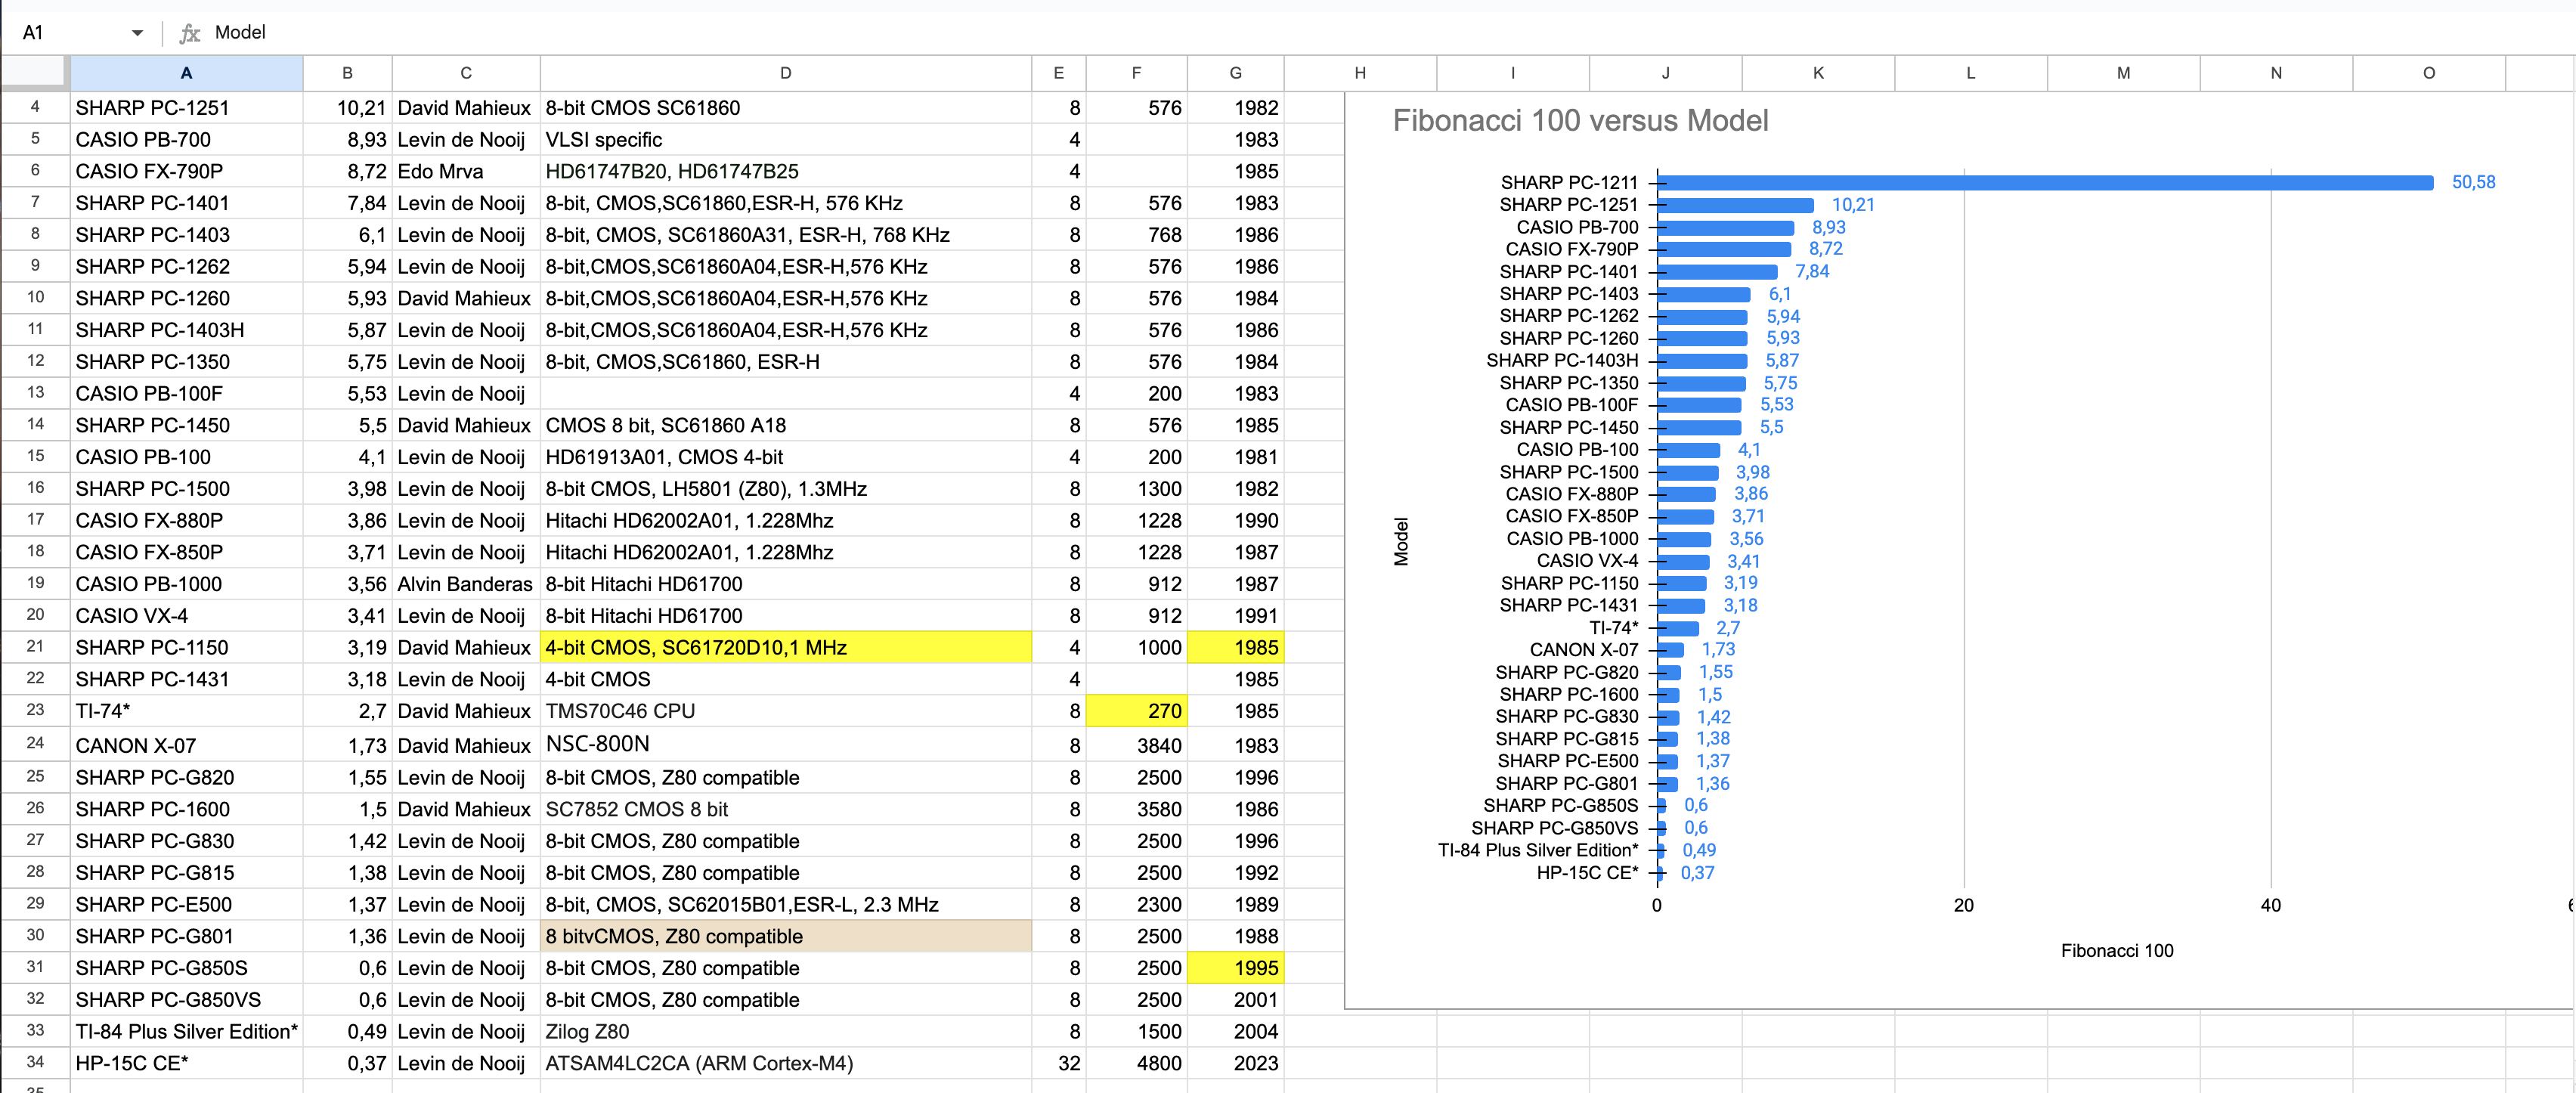 A1 fx Model
A B C D E F G H I J K L M N O
4 SHARP PC-1251 10,21 David Mahieux 8-bit CMOS SC61860 8 576 1982
5 CASIO PB-700 8,93 Levin de Nooij VLSI specific 4 1983
6 CASIO FX-790P 8,72 Edo Mrva HD61747B20, HD61747B25 4 1985
7 SHARP PC-1401 7,84 Levin de Nooij 8-bit, CMOS,SC61860,ESR-H, 576 KHz 8 576 1983
8 SHARP PC-1403 6,1 Levin de Nooij 8-bit, CMOS, SC61860A31, ESR-H, 768 KHz 8 768 1986
9 SHARP PC-1262 5,94 Levin de Nooij 8-bit,CMOS,SC61860A04,ESR-H,576 KHz 8 576 1986
10 SHARP PC-1260 5,93 David Mahieux 8-bit,CMOS,SC61860A04,ESR-H,576 KHz 8 576 1984
11 SHARP PC-1403H 5,87 Levin de Nooij 8-bit,CMOS,SC61860A04,ESR-H,576 KHz 8 576 1986
12 SHARP PC-1350 5,75 Levin de Nooij 8-bit, CMOS,SC61860, ESR-H 8 576 1984
13 CASIO PB-100F 5,53 Levin de Nooij 4 200 1983
14 SHARP PC-1450 5,5 David Mahieux CMOS 8 bit, SC61860 A18 8 576 1985
15 CASIO PB-100 4,1 Levin de Nooij HD61913A01, CMOS 4-bit 4 200 1981
16 SHARP PC-1500 3,98 Levin de Nooij 8-bit CMOS, LH5801 (Z80), 1.3MHz 8 1300 1982
17 CASIO FX-880P 3,86 Levin de Nooij Hitachi HD62002A01, 1.228Mhz 8 1228 1990
18 CASIO FX-850P 3,71 Levin de Nooij Hitachi HD62002A01, 1.228Mhz 8 1228 1987
19 CASIO PB-1000 3,56 Alvin Banderas 8-bit Hitachi HD61700 8 912 1987
20 CASIO VX-4 3,41 Levin de Nooij 8-bit Hitachi HD61700 8 912 1991
21 SHARP PC-1150 3,19 David Mahieux 4-bit CMOS, SC61720D10,1 MHz 4 1000 1985
22 SHARP PC-1431 3,18 Levin de Nooij 4-bit CMOS 4 1985
23 TI-74* 2,7 David Mahieux TMS70C46 CPU 8 270 1985
24 CANON X-07 1,73 David Mahieux NSC-800N 8 3840 1983
25 SHARP PC-G820 1,55 Levin de Nooij 8-bit CMOS, Z80 compatible 8 2500 1996
26 SHARP PC-1600 1,5 David Mahieux SC7852 CMOS 8 bit 8 3580 1986
27 SHARP PC-G830 1,42 Levin de Nooij 8-bit CMOS, Z80 compatible 8 2500 1996
28 SHARP PC-G815 1,38 Levin de Nooij 8-bit CMOS, Z80 compatible 8 2500 1992
29 SHARP PC-E500 1,37 Levin de Nooij 8-bit, CMOS, SC62015B01,ESR-L, 2.3 MHz 8 2300 1989
30 SHARP PC-G801 1,36 Levin de Nooij 8 bitvCMOS, Z80 compatible 8 2500 1988
31 SHARP PC-G850S 0,6 Levin de Nooij 8-bit CMOS, Z80 compatible 8 2500 1995
32 SHARP PC-G850VS 0,6 Levin de Nooij 8-bit CMOS, Z80 compatible 8 2500 2001
33 TI-84 Plus Silver Edition* 0,49 Levin de Nooij Zilog Z80 8 1500 2004
34 HP-15C CE* 0,37 Levin de Nooij ATSAM4LC2CA (ARM Cortex-M4) 32 4800 2023
Fibonacci 100 versus Model
SHARP PC-1211 50,58
SHARP PC-1251 10,21
CASIO PB-700 8,93
CASIO FX-790P 8,72
SHARP PC-1401 7,84
SHARP PC-1403 6,1
SHARP PC-1262 5,94
SHARP PC-1260 5,93
SHARP PC-1403H 5,87
SHARP PC-1350 5,75
CASIO PB-100F 5,53
SHARP PC-1450 5,5
CASIO PB-100 4,1
SHARP PC-1500 3,98
CASIO FX-880P 3,86
CASIO FX-850P 3,71
CASIO PB-1000 3,56
CASIO VX-4 3,41
SHARP PC-1150 3,19
SHARP PC-1431 3,18
TI-74* 2,7
CANON X-07 1,73
SHARP PC-G820 1,55
SHARP PC-1600 1,5
SHARP PC-G830 1,42
SHARP PC-G815 1,38
SHARP PC-E500 1,37
SHARP PC-G801 1,36
SHARP PC-G850S 0,6
SHARP PC-G850VS 0,6
TI-84 Plus Silver Edition* 0,49
HP-15C CE* 0,37
Model
0 20 40
Fibonacci 100